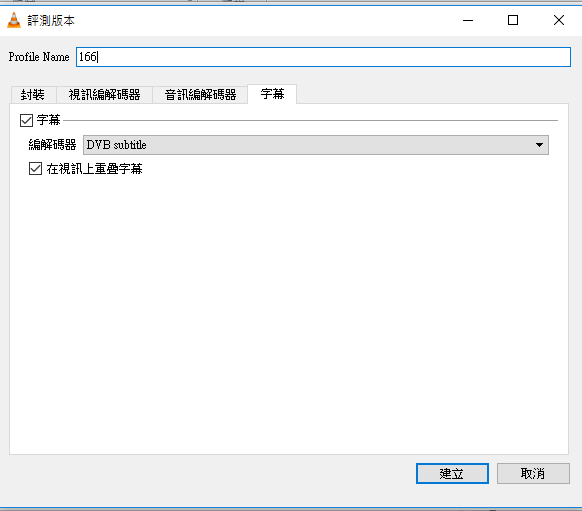 評測版本
Profile Name 166
封裝 視訊編解碼器 音訊編解碼器 字幕
字幕
編解碼器 DVB subtitle
在視訊上重疊字幕
建立 取消